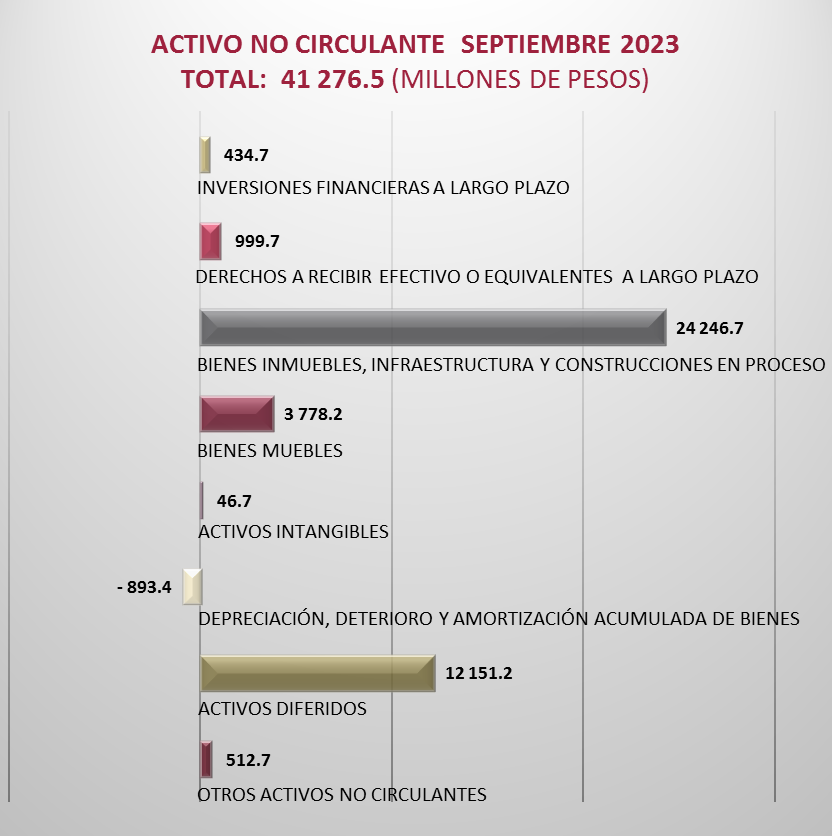 ACTIVO NO CIRCULANTE SEPTIEMBRE 2023
TOTAL: 41 276.5 (MILLONES DE PESOS)
434.7
INVERSIONES FINANCIERAS A LARGO PLAZO
999.7
DERECHOS A RECIBIR EFECTIVO O EQUIVALENTES A LARGO PLAZO
24 246.7
BIENES INMUEBLES, INFRAESTRUCTURA Y CONSTRUCCIONES EN PROCESO
3 778.2
BIENES MUEBLES
46.7
ACTIVOS INTANGIBLES
- 893.4
DEPRECIACIÓN, DETERIORO Y AMORTIZACIÓN ACUMULADA DE BIENES
12 151.2
ACTIVOS DIFERIDOS
512.7
OTROS ACTIVOS NO CIRCULANTES